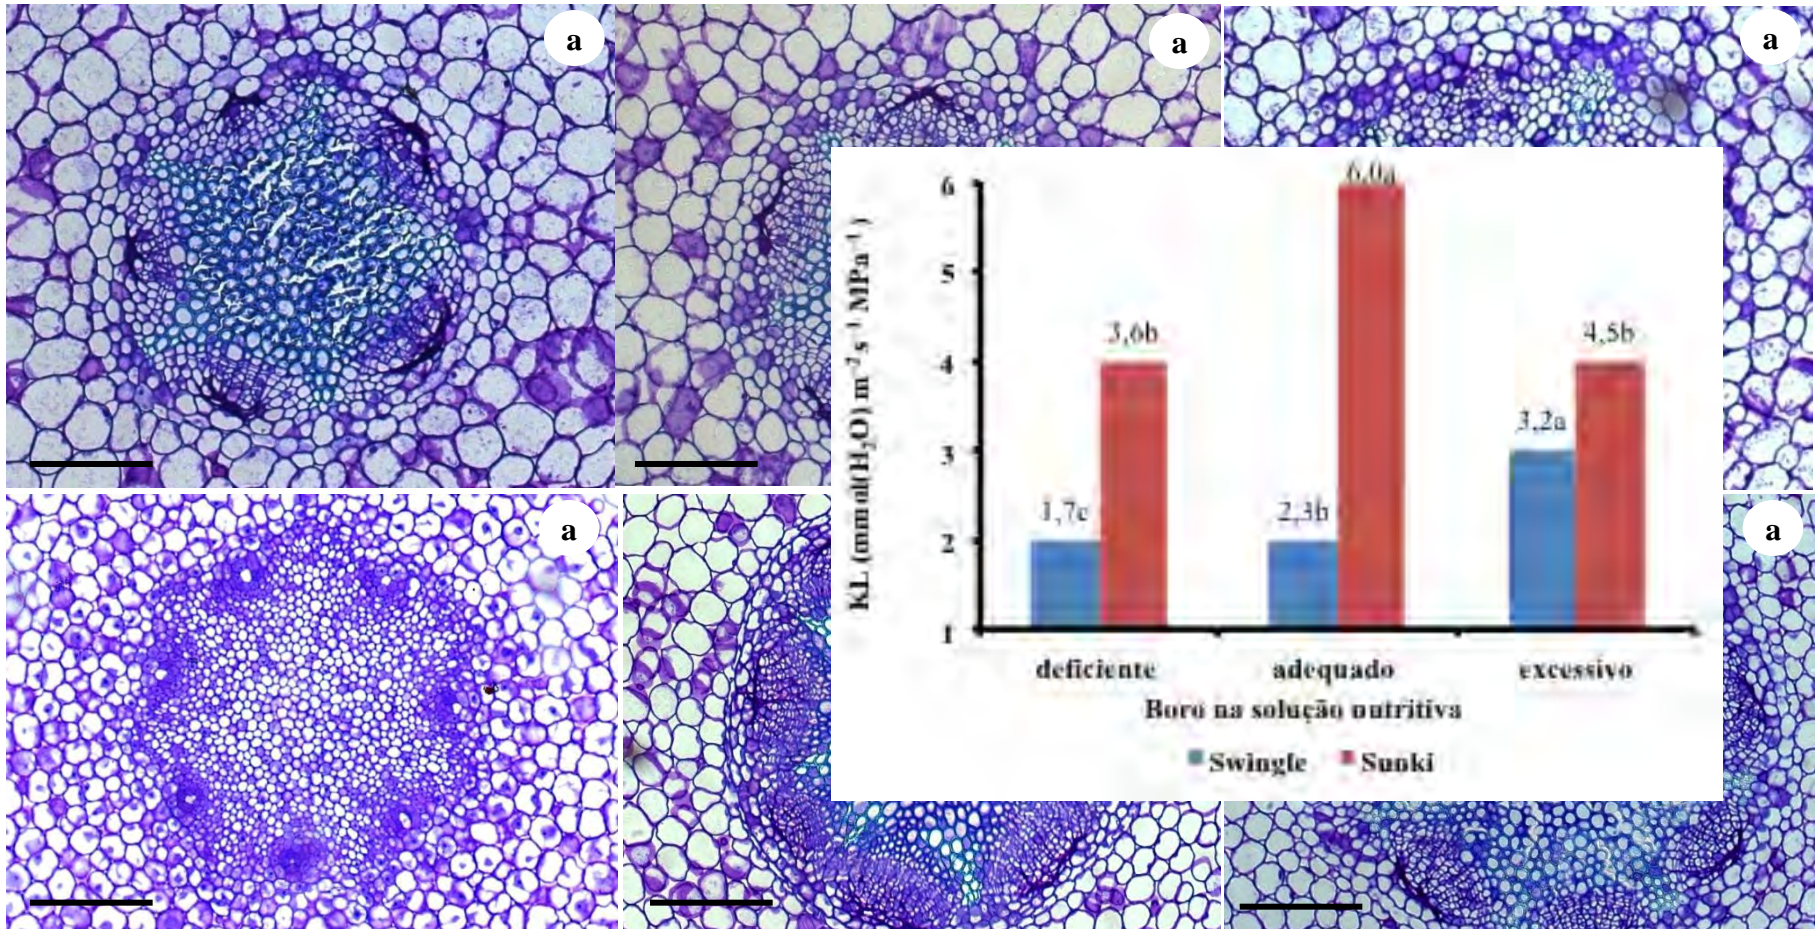 a
a
a
KL (mmol(H₂O) m⁻² s⁻¹ MPa⁻¹)
6
5
4
3
2
1
1,7c
3,6b
2,3b
6,0a
3,2a
4,5b
deficiente adequado excessivo
Boro na solução nutritiva
Swingle Sunki
a
a